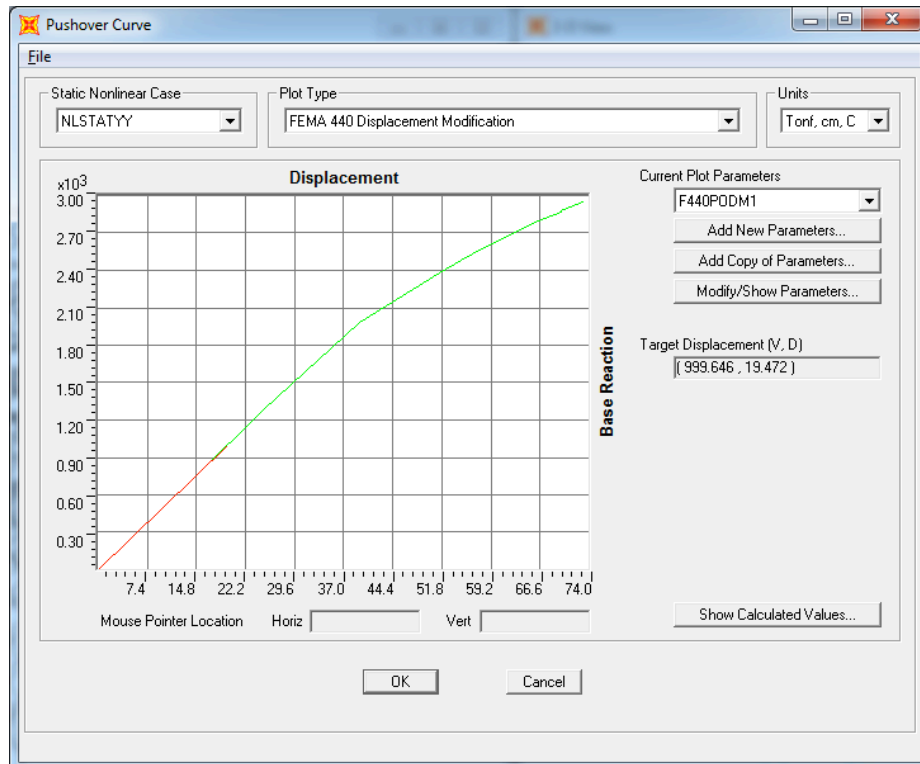 Pushover Curve
File
Static Nonlinear Case
NLSTATYY
Plot Type
FEMA 440 Displacement Modification
Units
Tonf, cm, C
Displacement
x10³
3.00
2.70
2.40
2.10
1.80
1.50
1.20
0.90
0.60
0.30
7.4 14.8 22.2 29.6 37.0 44.4 51.8 59.2 66.6 74.0
Base Reaction
Current Plot Parameters
F440PODM1
Add New Parameters...
Add Copy of Parameters...
Modify/Show Parameters...
Target Displacement (V, D)
( 999.646 , 19.472 )
Mouse Pointer Location Horiz Vert
Show Calculated Values...
OK Cancel